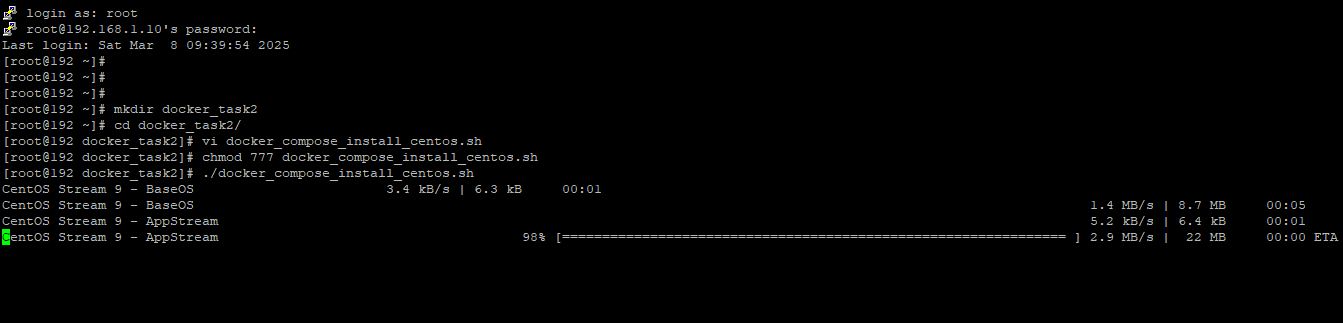 login as: root
root@192.168.1.10's password:
Last login: Sat Mar  8 09:39:54 2025
[root@192 ~]#
[root@192 ~]#
[root@192 ~]#
[root@192 ~]# mkdir docker_task2
[root@192 ~]# cd docker_task2/
[root@192 docker_task2]# vi docker_compose_install_centos.sh
[root@192 docker_task2]# chmod 777 docker_compose_install_centos.sh
[root@192 docker_task2]# ./docker_compose_install_centos.sh
CentOS Stream 9 - BaseOS                        3.4 kB/s | 6.3 kB     00:01
CentOS Stream 9 - BaseOS                        1.4 MB/s | 8.7 MB     00:05
CentOS Stream 9 - AppStream                     5.2 kB/s | 6.4 kB     00:01
CentOS Stream 9 - AppStream                     98% [=============================================================== ] 2.9 MB/s |  22 MB     00:00 ETA